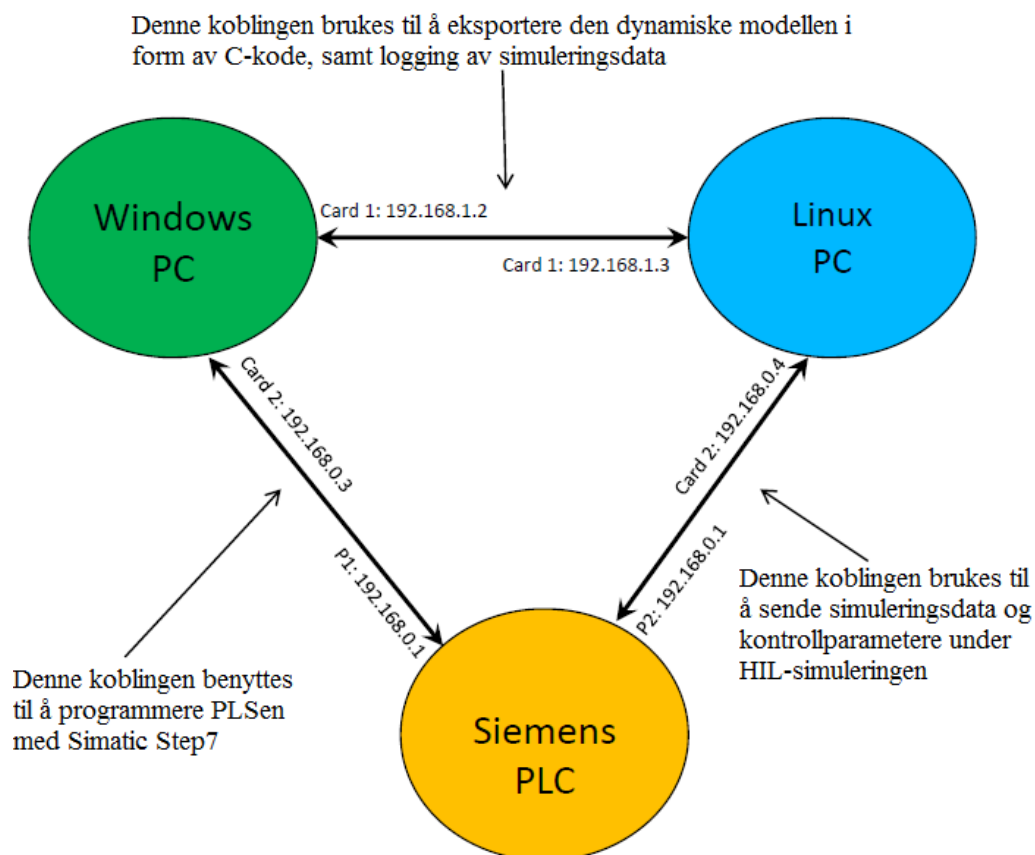 Denne koblingen brukes til å eksportere den dynamiske modellen i
form av C-kode, samt logging av simuleringsdata
Windows
PC
Card 1: 192.168.1.2
Card 1: 192.168.1.3
Linux
PC
Card 2: 192.168.0.3
P1: 192.168.0.1
Card 2: 192.168.0.4
P2: 192.168.0.1
Denne koblingen benyttes
til å programmere PLSen
med Simatic Step7
Denne koblingen brukes til
å sende simuleringsdata og
kontrollparametere under
HIL-simuleringen
Siemens
PLC